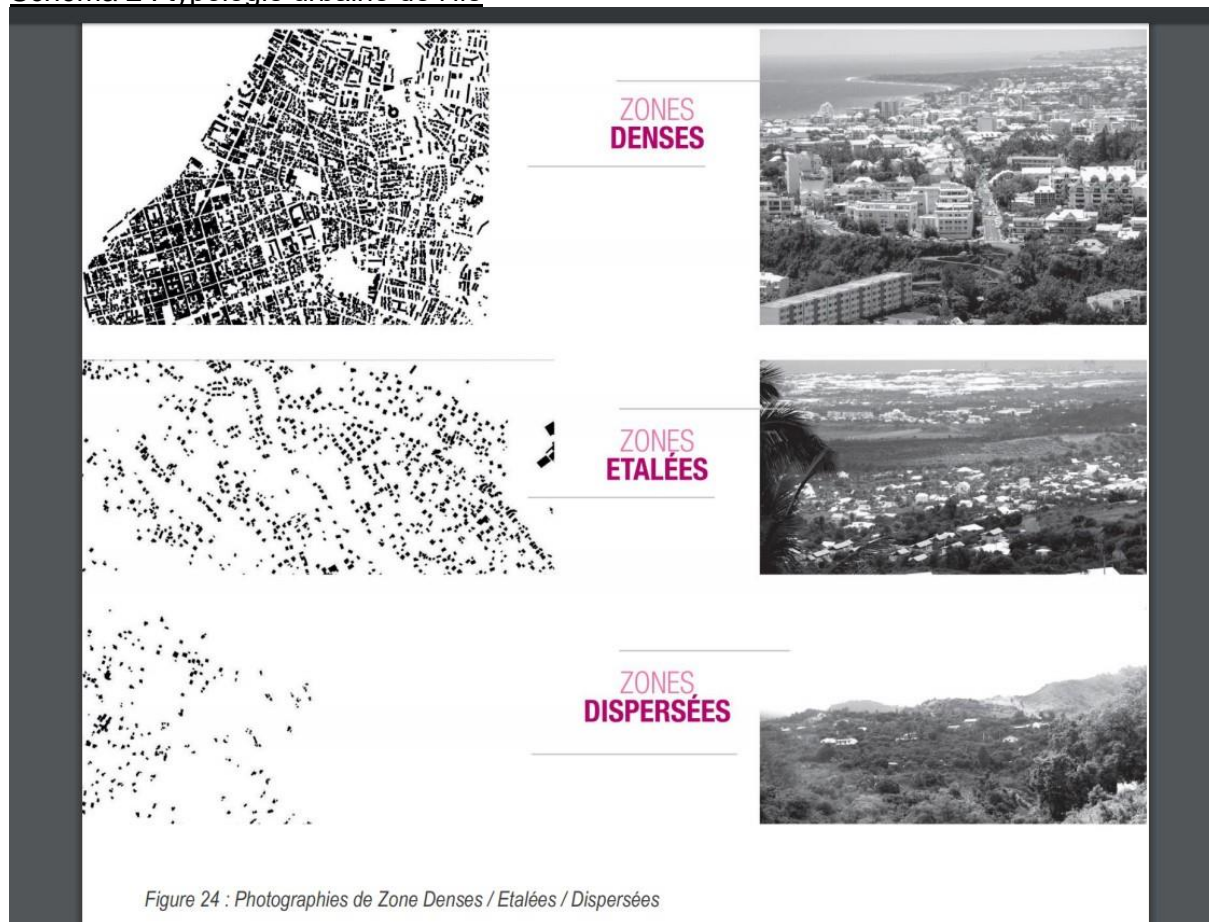 ZONES
DENSES
ZONES
ETALÉES
ZONES
DISPERSÉES
Figure 24 : Photographies de Zone Denses / Etalées / Dispersées